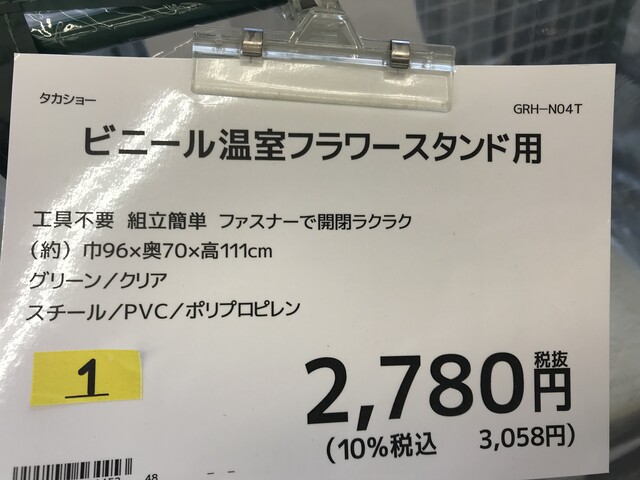 タカショー
GRH-N04T
ビニール温室フラワースタンド用
工具不要 組立簡単 ファスナーで開閉ラクラク
(約) 巾96×奥70×高111cm
グリーン/クリア
スチール/PVC/ポリプロピレン
1
2,780円 税抜
(10%税込 3,058円)
48